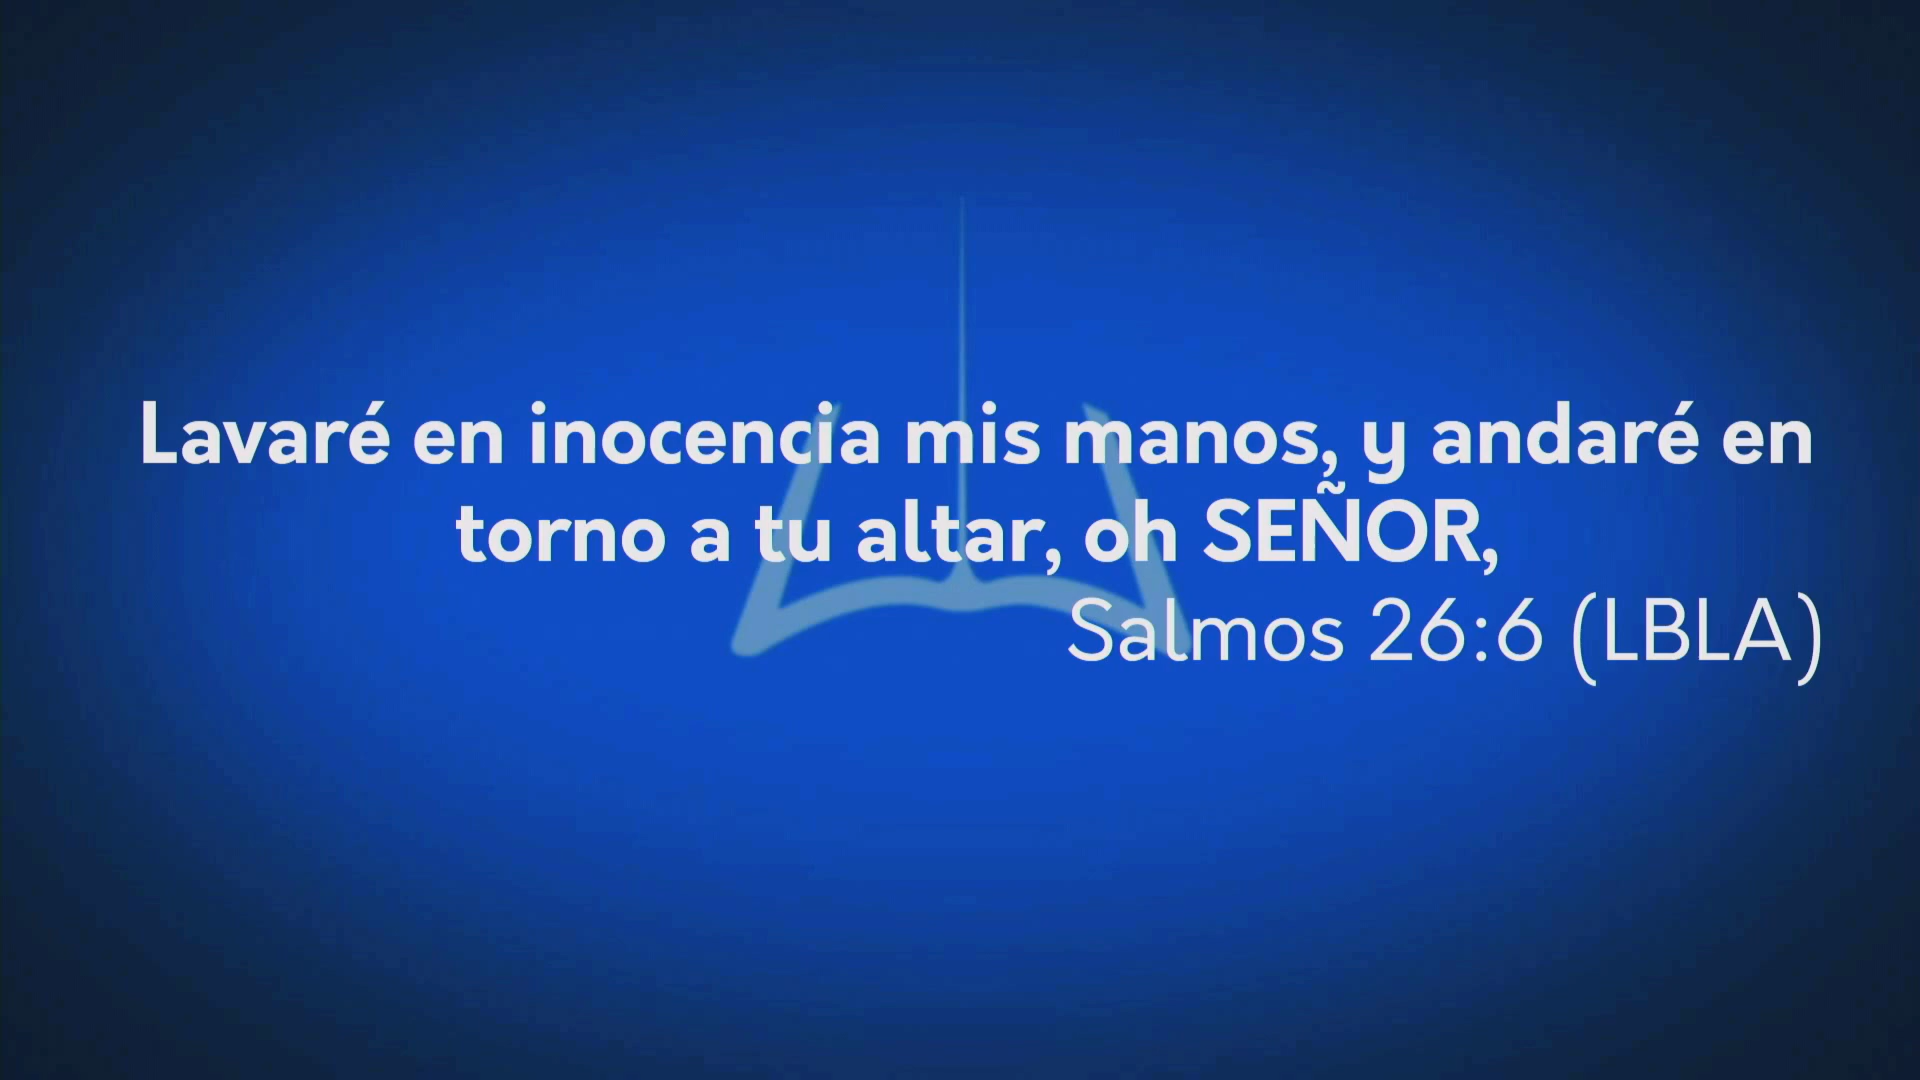 Lavaré en inocencia mis manos, y andaré en
torno a tu altar, oh SEÑOR,
Salmos 26:6 (LBLA)